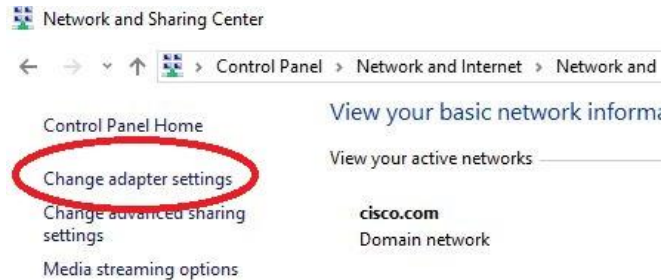 Network and Sharing Center
Control Panel > Network and Internet > Network and
Control Panel Home
View your basic network informa
Change adapter settings
View your active networks
Change advanced sharing
settings
cisco.com
Domain network
Media streaming options